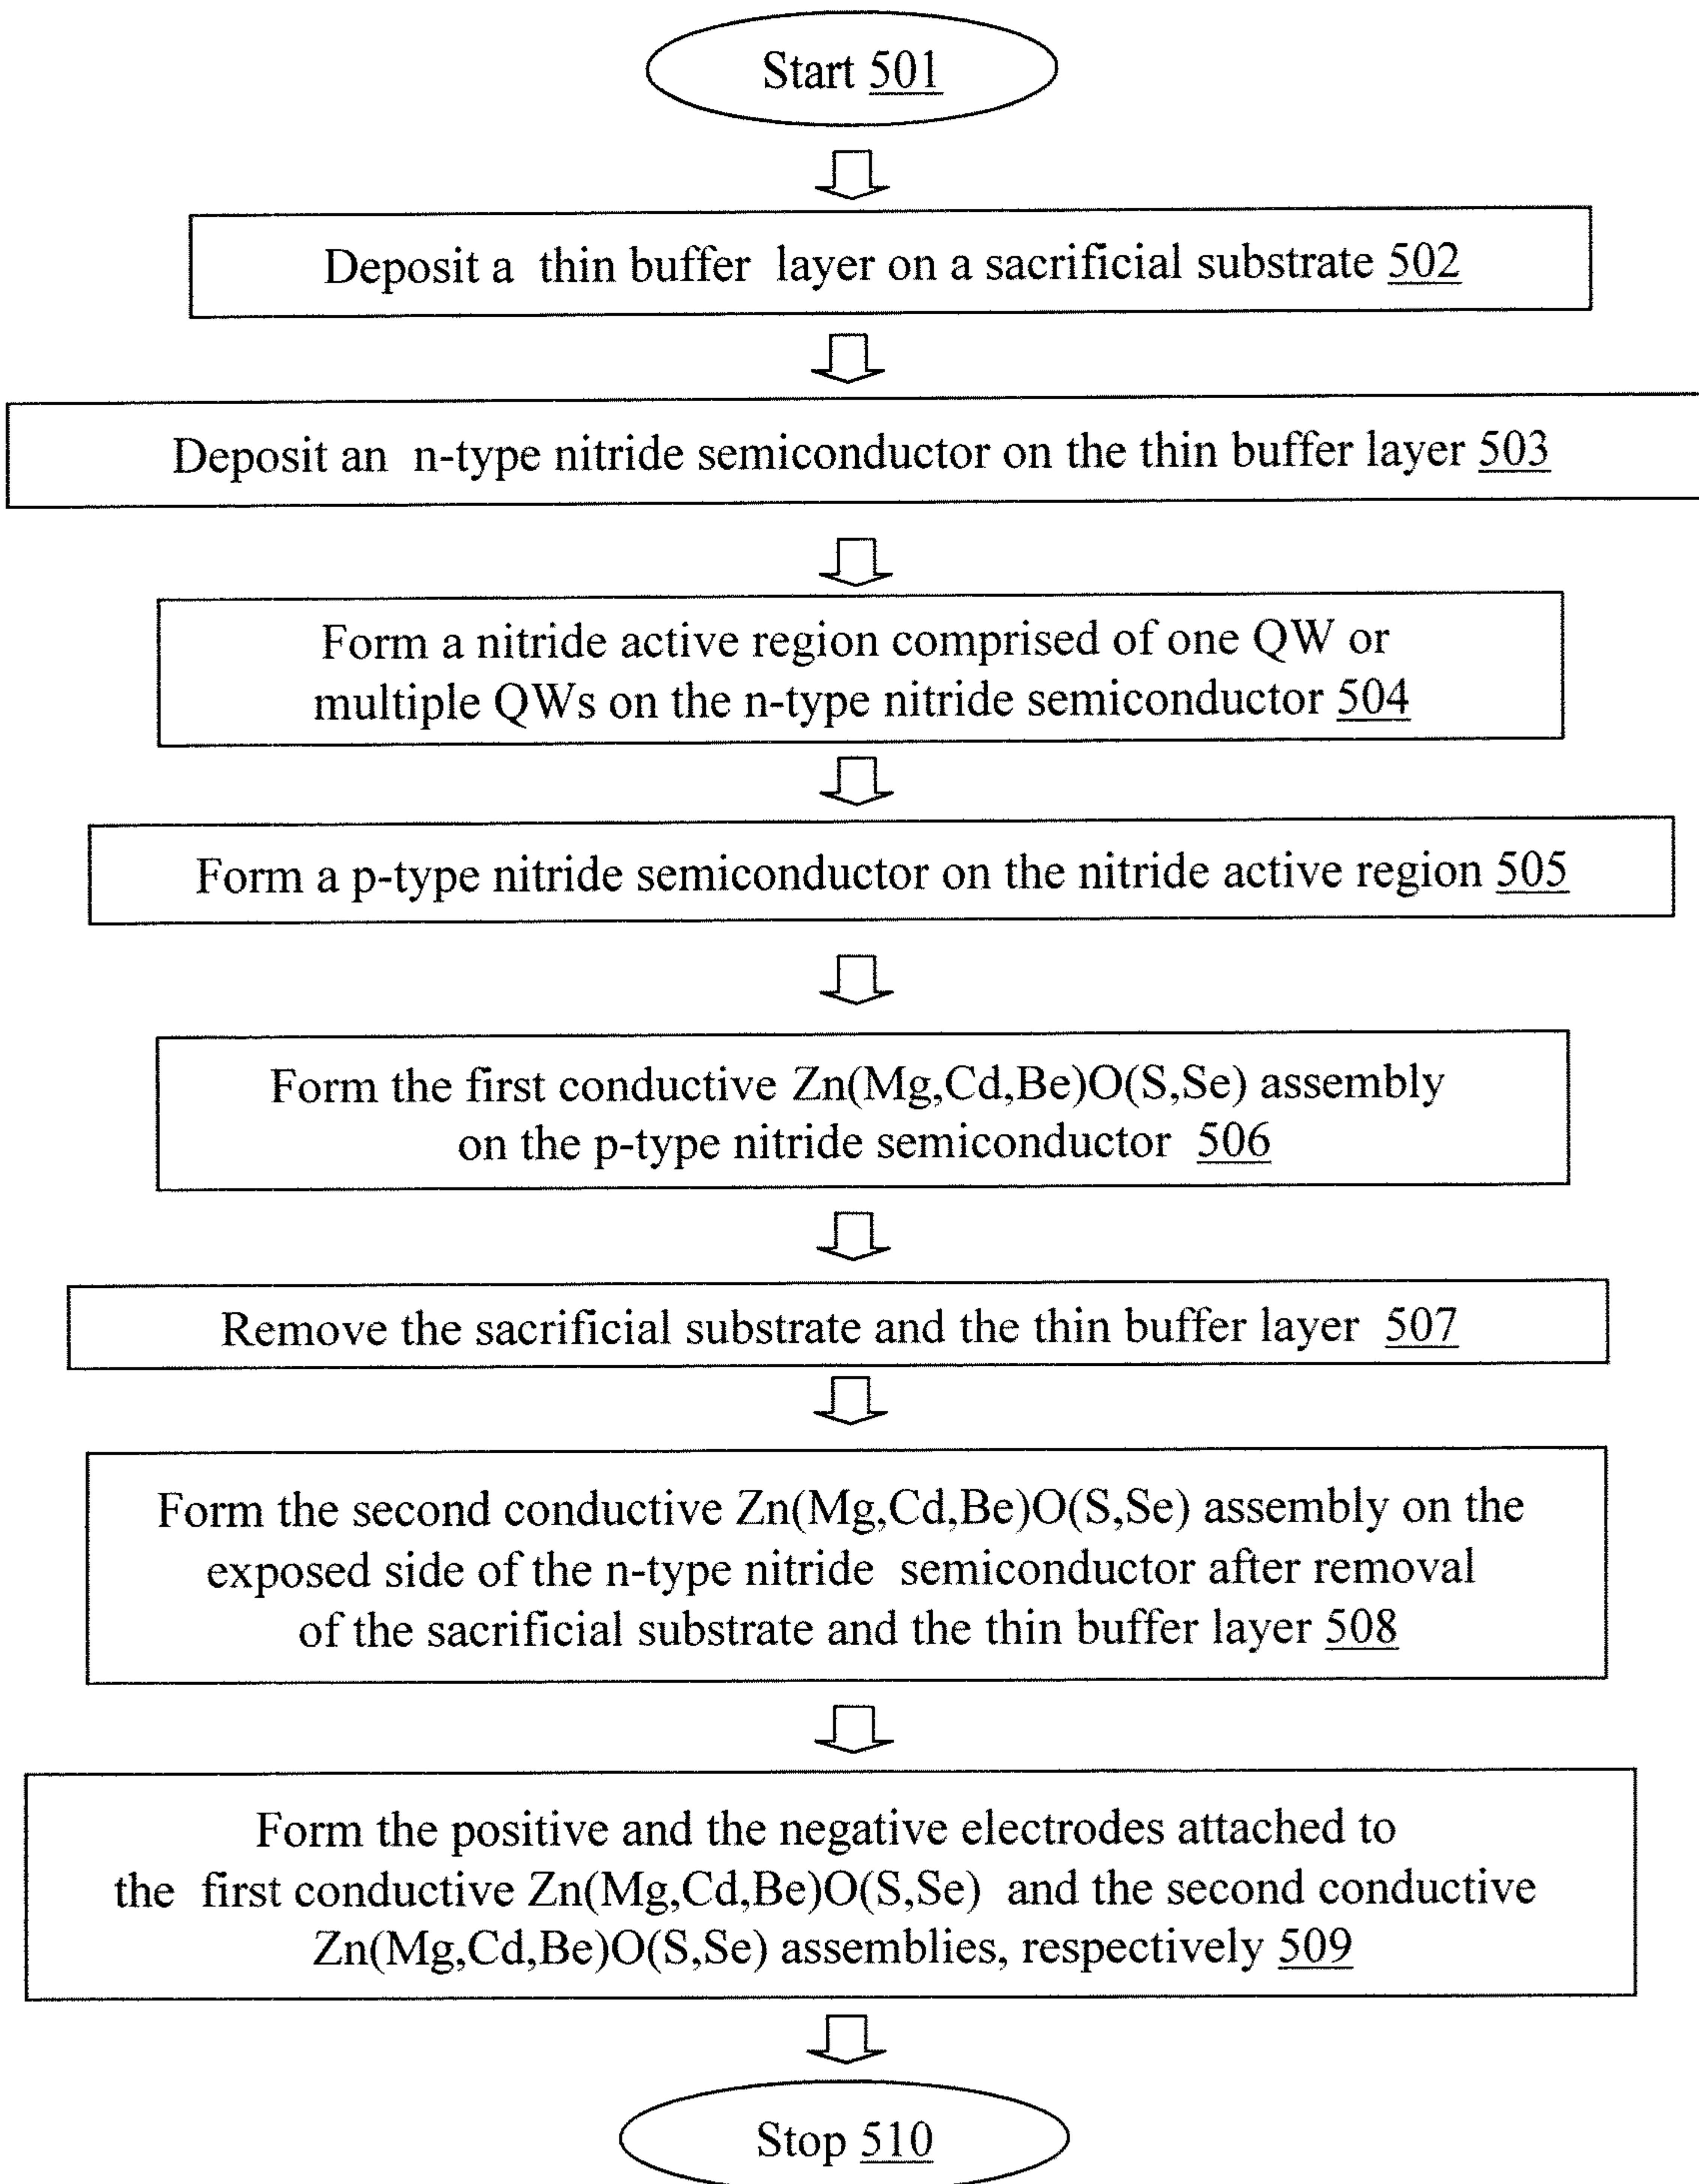 Start 501
Deposit a thin buffer layer on a sacrificial substrate 502
Deposit an n-type nitride semiconductor on the thin buffer layer 503
Form a nitride active region comprised of one QW or
multiple QWs on the n-type nitride semiconductor 504
Form a p-type nitride semiconductor on the nitride active region 505
Form the first conductive Zn(Mg,Cd,Be)O(S,Se) assembly
on the p-type nitride semiconductor 506
Remove the sacrificial substrate and the thin buffer layer 507
Form the second conductive Zn(Mg,Cd,Be)O(S,Se) assembly on the
exposed side of the n-type nitride semiconductor after removal
of the sacrificial substrate and the thin buffer layer 508
Form the positive and the negative electrodes attached to
the first conductive Zn(Mg,Cd,Be)O(S,Se) and the second conductive
Zn(Mg,Cd,Be)O(S,Se) assemblies, respectively 509
Stop 510